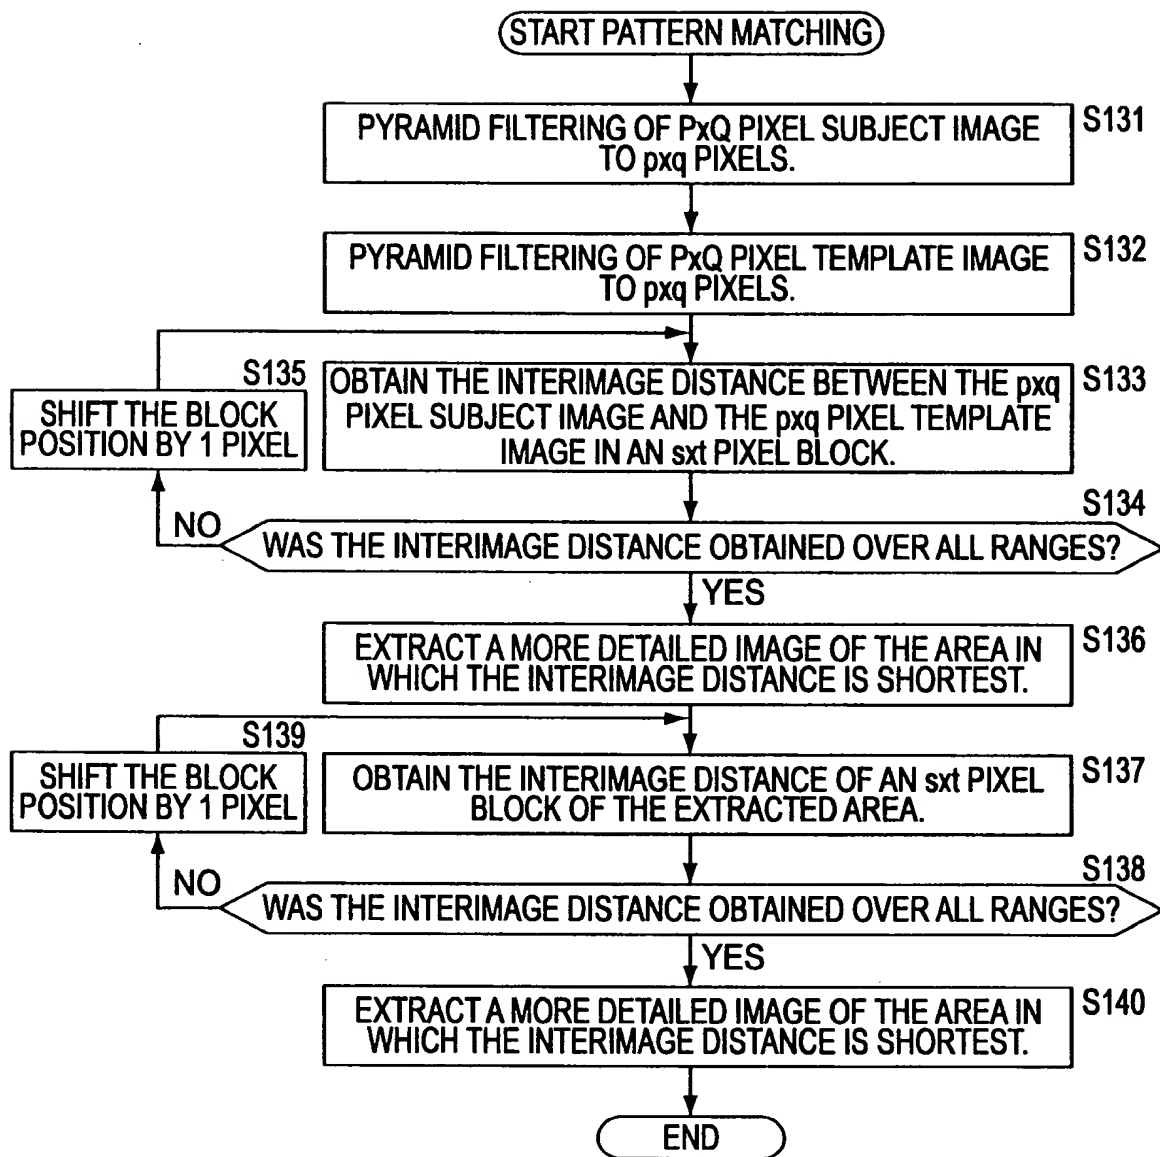 START PATTERN MATCHING
S131
PYRAMID FILTERING OF PxQ PIXEL SUBJECT IMAGE
TO pxq PIXELS.
S132
PYRAMID FILTERING OF PxQ PIXEL TEMPLATE IMAGE
TO pxq PIXELS.
S135
SHIFT THE BLOCK
POSITION BY 1 PIXEL
S133
OBTAIN THE INTERIMAGE DISTANCE BETWEEN THE pxq
PIXEL SUBJECT IMAGE AND THE pxq PIXEL TEMPLATE
IMAGE IN AN sxt PIXEL BLOCK.
S134
NO
WAS THE INTERIMAGE DISTANCE OBTAINED OVER ALL RANGES?
YES
S136
EXTRACT A MORE DETAILED IMAGE OF THE AREA IN
WHICH THE INTERIMAGE DISTANCE IS SHORTEST.
S139
SHIFT THE BLOCK
POSITION BY 1 PIXEL
S137
OBTAIN THE INTERIMAGE DISTANCE OF AN sxt PIXEL
BLOCK OF THE EXTRACTED AREA.
S138
NO
WAS THE INTERIMAGE DISTANCE OBTAINED OVER ALL RANGES?
YES
S140
EXTRACT A MORE DETAILED IMAGE OF THE AREA IN
WHICH THE INTERIMAGE DISTANCE IS SHORTEST.
END